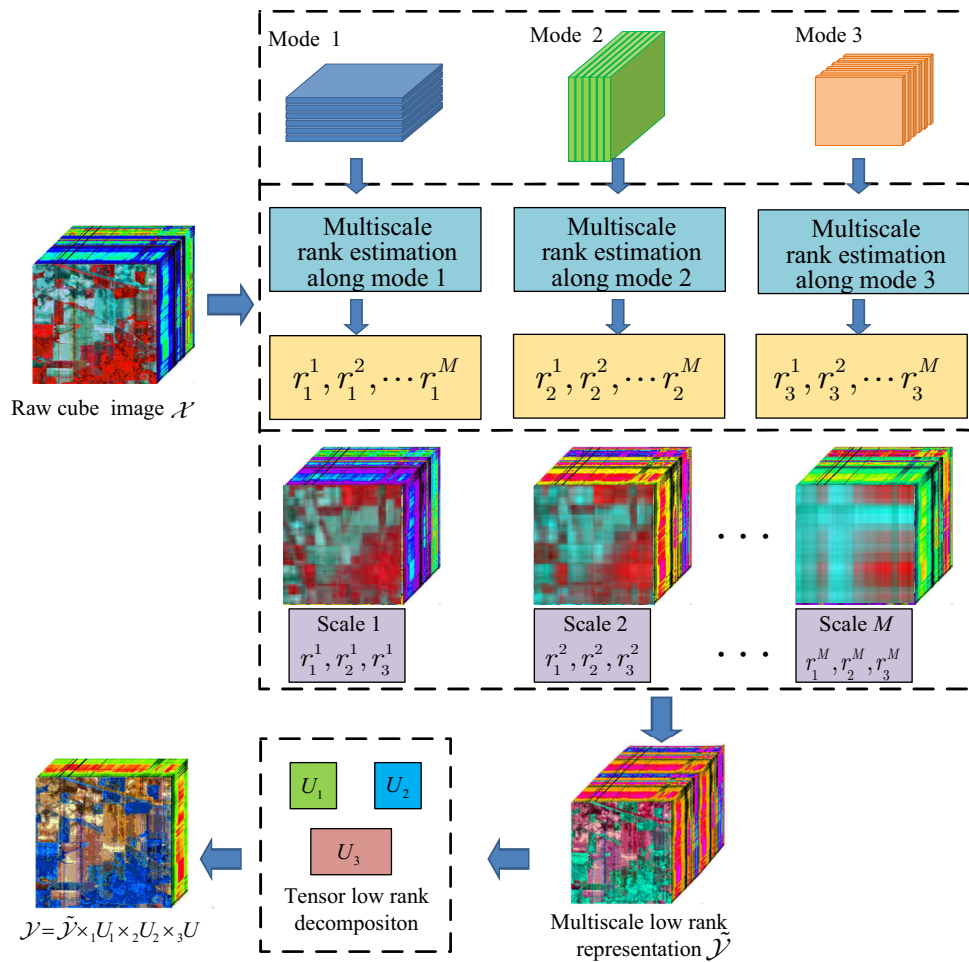 Mode 1
Mode 2
Mode 3
Multiscale
rank estimation
along mode 1
Multiscale
rank estimation
along mode 2
Multiscale
rank estimation
along mode 3
Raw cube image 𝒳
r_1^1, r_1^2, ⋯ r_1^M
r_2^1, r_2^2, ⋯ r_2^M
r_3^1, r_3^2, ⋯ r_3^M
· · ·
Scale 1
r_1^1, r_2^1, r_3^1
Scale 2
r_1^2, r_2^2, r_3^2
· · ·
Scale M
r_1^M, r_2^M, r_3^M
U_1
U_2
U_3
Tensor low rank
decompositon
Multiscale low rank
representation 𝒴̃
𝒴 = 𝒴̃ ×_1 U_1 ×_2 U_2 ×_3 U